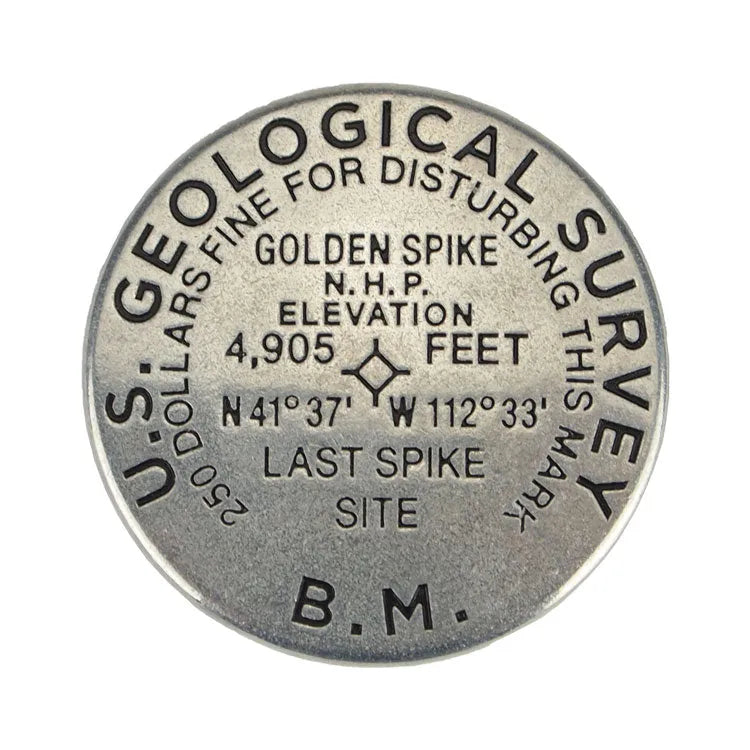 U.S. GEOLOGICAL SURVEY
250 DOLLARS FINE FOR DISTURBING THIS MARK
GOLDEN SPIKE
N.H.P.
ELEVATION
4,905 FEET
N 41°37' W 112°33'
LAST SPIKE
SITE
B.M.